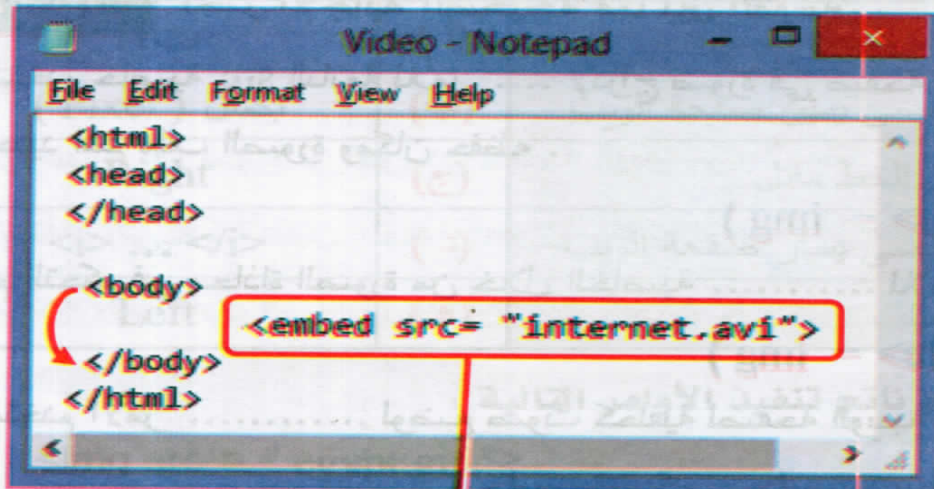 Video - Notepad
File Edit Format View Help
<html>
<head>
</head>
<body>
<embed src= "internet.avi">
</body>
</html>